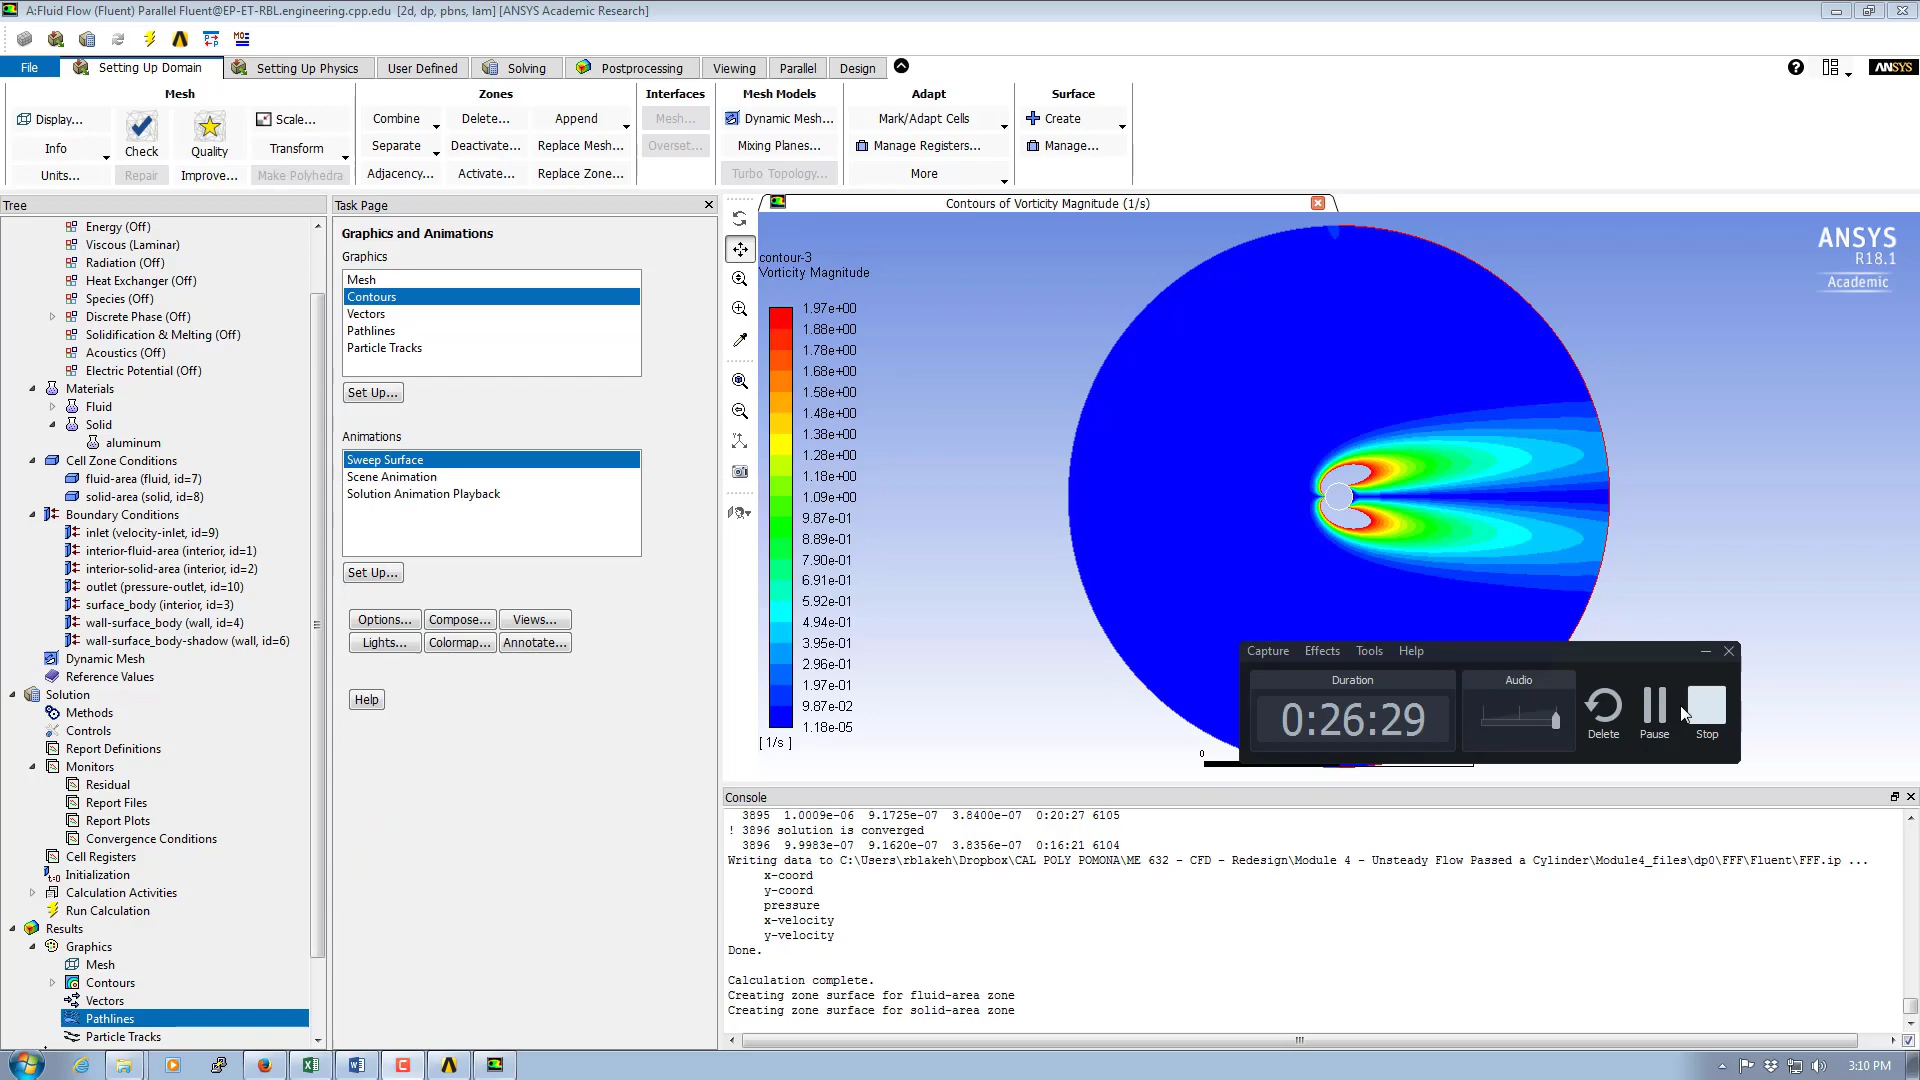 A:Fluid Flow (Fluent) Parallel Fluent@EP-ET-RBL.engineering.cpp.edu [2d, dp, pbns, lam] [ANSYS Academic Research]
File Setting Up Domain Setting Up Physics User Defined Solving Postprocessing Viewing Parallel Design ANSYS
Mesh
Display...
Info
Units...
Check
Repair
Quality
Improve...
Scale...
Transform
Make Polyhedra
Zones
Combine Delete... Append
Separate Deactivate... Replace Mesh...
Adjacency... Activate... Replace Zone...
Interfaces
Mesh...
Overset...
Mesh Models
Dynamic Mesh...
Mixing Planes...
Turbo Topology...
Adapt
Mark/Adapt Cells
Manage Registers...
More
Surface
Create
Manage...
Tree
Energy (Off)
Viscous (Laminar)
Radiation (Off)
Heat Exchanger (Off)
Species (Off)
Discrete Phase (Off)
Solidification & Melting (Off)
Acoustics (Off)
Electric Potential (Off)
Materials
Fluid
Solid
aluminum
Cell Zone Conditions
fluid-area (fluid, id=7)
solid-area (solid, id=8)
Boundary Conditions
inlet (velocity-inlet, id=9)
interior-fluid-area (interior, id=1)
interior-solid-area (interior, id=2)
outlet (pressure-outlet, id=10)
surface_body (interior, id=3)
wall-surface_body (wall, id=4)
wall-surface_body-shadow (wall, id=6)
Dynamic Mesh
Reference Values
Solution
Methods
Controls
Report Definitions
Monitors
Residual
Report Files
Report Plots
Convergence Conditions
Cell Registers
Initialization
Calculation Activities
Run Calculation
Results
Graphics
Mesh
Contours
Vectors
Pathlines
Particle Tracks
Task Page
Graphics and Animations
Graphics
Mesh
Contours
Vectors
Pathlines
Particle Tracks
Set Up...
Animations
Sweep Surface
Scene Animation
Solution Animation Playback
Set Up...
Options... Compose... Views...
Lights... Colormap... Annotate...
Help
Contours of Vorticity Magnitude (1/s)
contour-3
Vorticity Magnitude
1.97e+00
1.88e+00
1.78e+00
1.68e+00
1.58e+00
1.48e+00
1.38e+00
1.28e+00
1.18e+00
1.09e+00
9.87e-01
8.89e-01
7.90e-01
6.91e-01
5.92e-01
4.94e-01
3.95e-01
2.96e-01
1.97e-01
9.87e-02
1.18e-05
[ 1/s ]
ANSYS
R18.1
Academic
0
Capture Effects Tools Help
Duration
0:26:29
Audio
Delete Pause Stop
Console
3895 1.0009e-06 9.1725e-07 3.8400e-07 0:20:27 6105
! 3896 solution is converged
3896 9.9983e-07 9.1620e-07 3.8356e-07 0:16:21 6104
Writing data to C:\Users\rblakeh\Dropbox\CAL POLY POMONA\ME 632 - CFD - Redesign\Module 4 - Unsteady Flow Passed a Cylinder\Module4_files\dp0\FFF\Fluent\FFF.ip ...
x-coord
y-coord
pressure
x-velocity
y-velocity
Done.
Calculation complete.
Creating zone surface for fluid-area zone
Creating zone surface for solid-area zone
3:10 PM